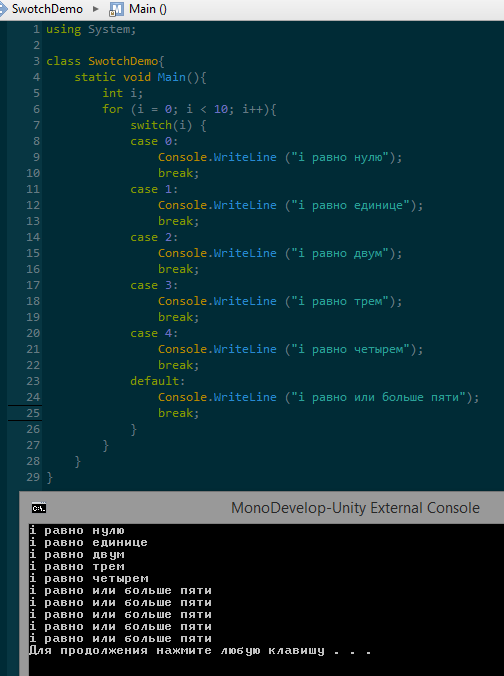 SwotchDemo ▸ Main ()
1 using System;
2
3 class SwotchDemo{
4 static void Main(){
5 int i;
6 for (i = 0; i < 10; i++){
7 switch(i) {
8 case 0:
9 Console.WriteLine ("i равно нулю");
10 break;
11 case 1:
12 Console.WriteLine ("i равно единице");
13 break;
14 case 2:
15 Console.WriteLine ("i равно двум");
16 break;
17 case 3:
18 Console.WriteLine ("i равно трем");
19 break;
20 case 4:
21 Console.WriteLine ("i равно четырем");
22 break;
23 default:
24 Console.WriteLine ("i равно или больше пяти");
25 break;
26 }
27 }
28 }
29 }
C:\. MonoDevelop-Unity External Console
i равно нулю
i равно единице
i равно двум
i равно трем
i равно четырем
i равно или больше пяти
i равно или больше пяти
i равно или больше пяти
i равно или больше пяти
i равно или больше пяти
Для продолжения нажмите любую клавишу . . .